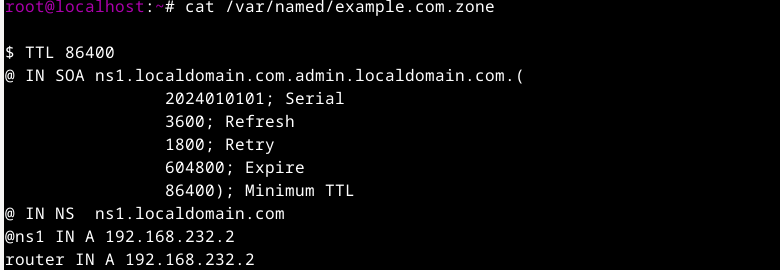 root@localhost:~# cat /var/named/example.com.zone
$ TTL 86400
@ IN SOA ns1.localdomain.com.admin.localdomain.com.(
2024010101; Serial
3600; Refresh
1800; Retry
604800; Expire
86400); Minimum TTL
@ IN NS  ns1.localdomain.com
@ns1 IN A 192.168.232.2
router IN A 192.168.232.2